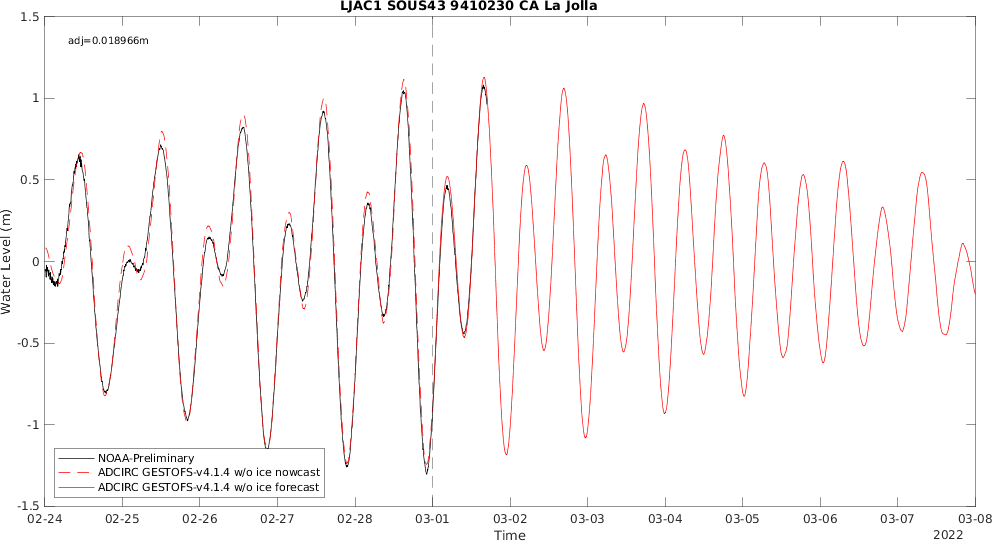 LJAC1 SOUS43 9410230 CA La Jolla
adj=0.018966m
1.5
1
0.5
0
-0.5
-1
-1.5
Water Level (m)
NOAA-Preliminary
ADCIRC GESTOFS-v4.1.4 w/o ice nowcast
ADCIRC GESTOFS-v4.1.4 w/o ice forecast
02-24 02-25 02-26 02-27 02-28 03-01 03-02 03-03 03-04 03-05 03-06 03-07 03-08
Time
2022